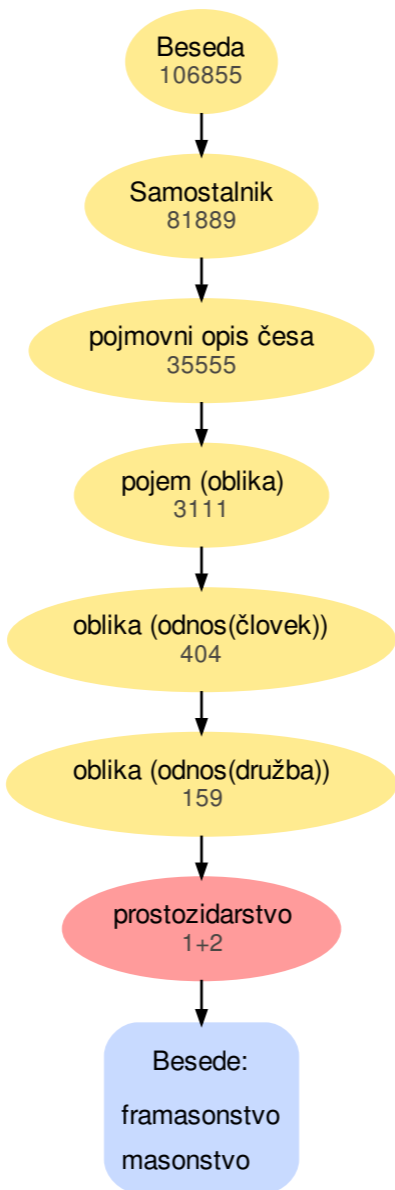 Beseda
106855
Samostalnik
81889
pojmovni opis česa
35555
pojem (oblika)
3111
oblika (odnos(človek))
404
oblika (odnos(družba))
159
prostozidarstvo
1+2
Besede:
framasonstvo
masonstvo